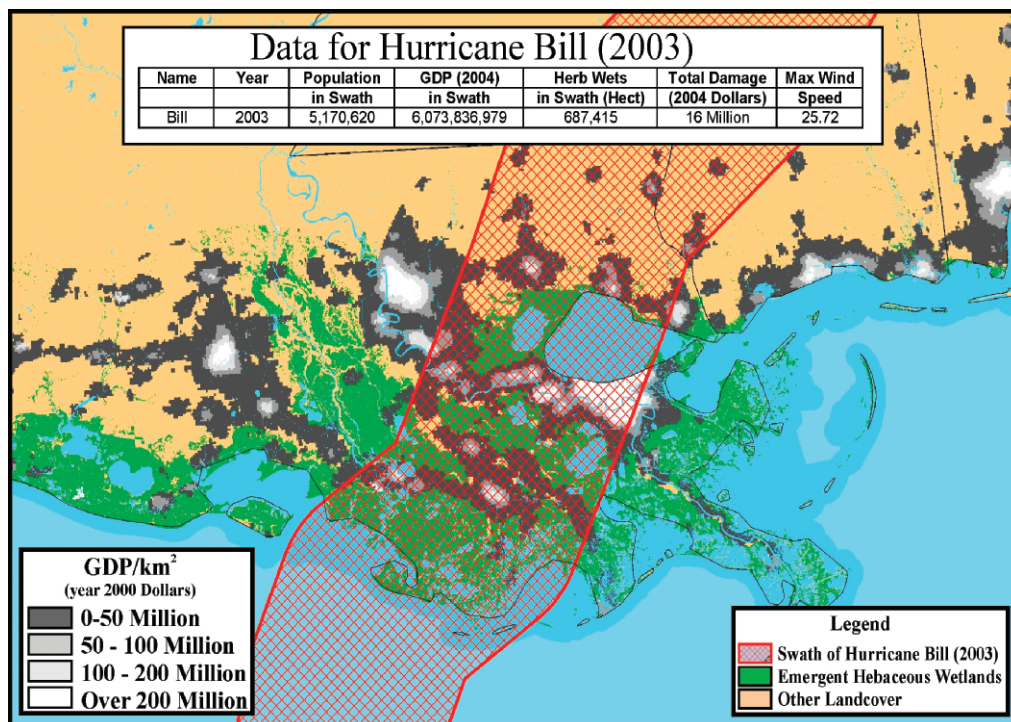 Data for Hurricane Bill (2003)
Name Year Population GDP (2004) Herb Wets Total Damage Max Wind
in Swath in Swath in Swath (Hect) (2004 Dollars) Speed
Bill 2003 5,170,620 6,073,836,979 687,415 16 Million 25.72
GDP/km²
(year 2000 Dollars)
0-50 Million
50 - 100 Million
100 - 200 Million
Over 200 Million
Legend
Swath of Hurricane Bill (2003)
Emergent Hebaceous Wetlands
Other Landcover